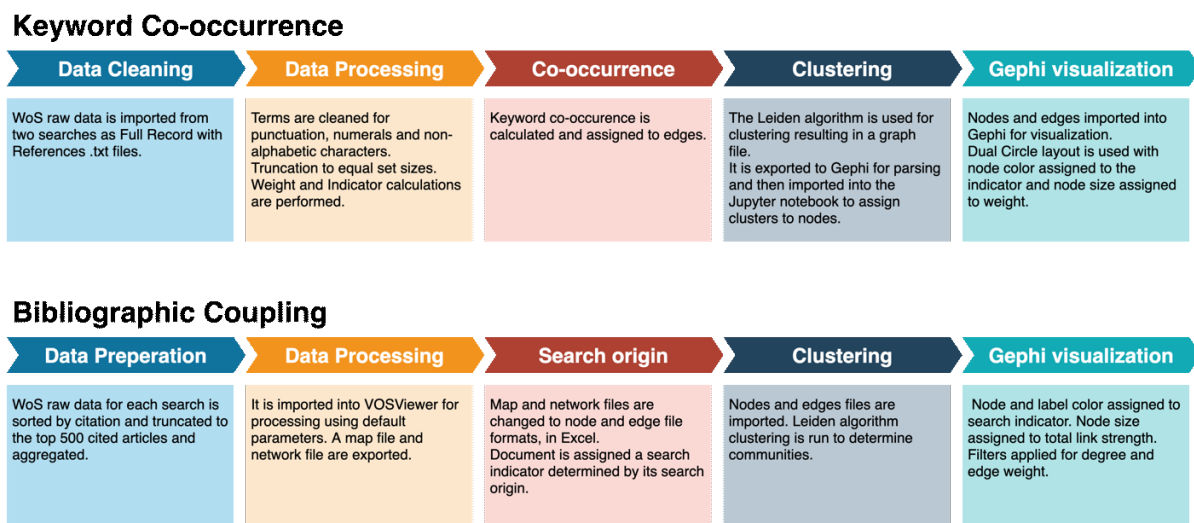 Keyword Co-occurrence
Data Cleaning
Data Processing
Co-occurrence
Clustering
Gephi visualization
WoS raw data is imported from
two searches as Full Record with
References .txt files.
Terms are cleaned for
punctuation, numerals and non-
alphabetic characters.
Truncation to equal set sizes.
Weight and Indicator calculations
are performed.
Keyword co-occurence is
calculated and assigned to edges.
The Leiden algorithm is used for
clustering resulting in a graph
file.
It is exported to Gephi for parsing
and then imported into the
Jupyter notebook to assign
clusters to nodes.
Nodes and edges imported into
Gephi for visualization.
Dual Circle layout is used with
node color assigned to the
indicator and node size assigned
to weight.
Bibliographic Coupling
Data Preperation
Data Processing
Search origin
Clustering
Gephi visualization
WoS raw data for each search is
sorted by citation and truncated to
the top 500 cited articles and
aggregated.
It is imported into VOSViewer for
processing using default
parameters. A map file and
network file are exported.
Map and network files are
changed to node and edge file
formats, in Excel.
Document is assigned a search
indicator determined by its search
origin.
Nodes and edges files are
imported. Leiden algorithm
clustering is run to determine
communities.
Node and label color assigned to
search indicator. Node size
assigned to total link strength.
Filters applied for degree and
edge weight.